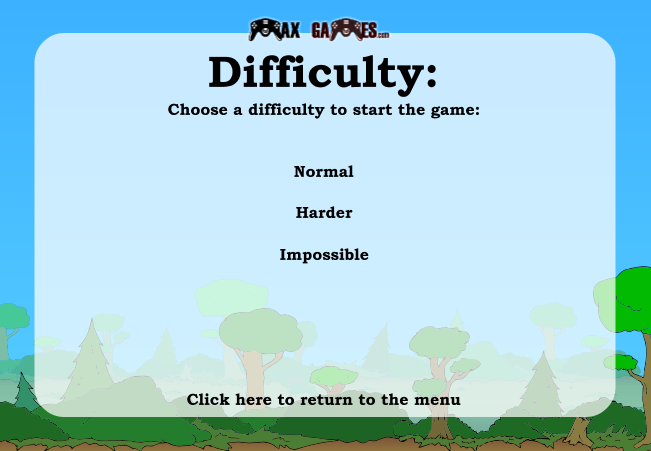 MAX GAMES.com
Difficulty:
Choose a difficulty to start the game:
Normal
Harder
Impossible
Click here to return to the menu